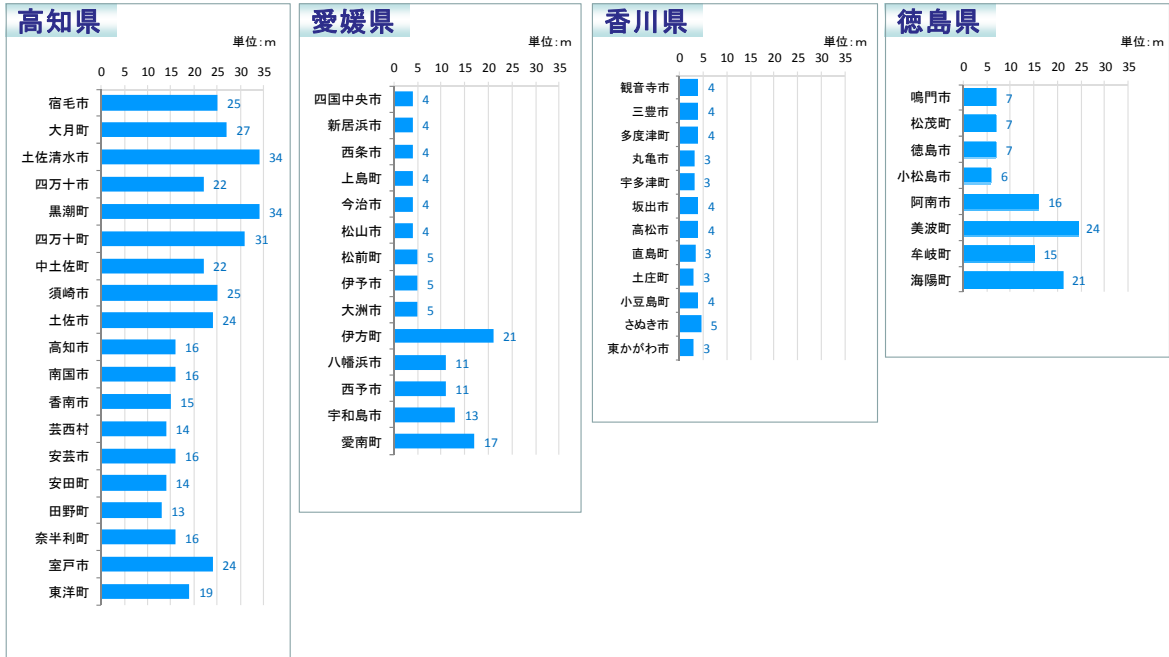 高知県
単位：m
0 5 10 15 20 25 30 35
宿毛市 25
大月町 27
土佐清水市 34
四万十市 22
黒潮町 34
四万十町 31
中土佐町 22
須崎市 25
土佐市 24
高知市 16
南国市 16
香南市 15
芸西村 14
安芸市 16
安田町 14
田野町 13
奈半利町 16
室戸市 24
東洋町 19
愛媛県
単位：m
0 5 10 15 20 25 30 35
四国中央市 4
新居浜市 4
西条市 4
上島町 4
今治市 4
松山市 4
松前町 5
伊予市 5
大洲市 5
伊方町 21
八幡浜市 11
西予市 11
宇和島市 13
愛南町 17
香川県
単位：m
0 5 10 15 20 25 30 35
観音寺市 4
三豊市 4
多度津町 4
丸亀市 3
宇多津町 3
坂出市 4
高松市 4
直島町 3
土庄町 3
小豆島町 4
さぬき市 5
東かがわ市 3
徳島県
単位：m
0 5 10 15 20 25 30 35
鳴門市 7
松茂町 7
徳島市 7
小松島市 6
阿南市 16
美波町 24
牟岐町 15
海陽町 21